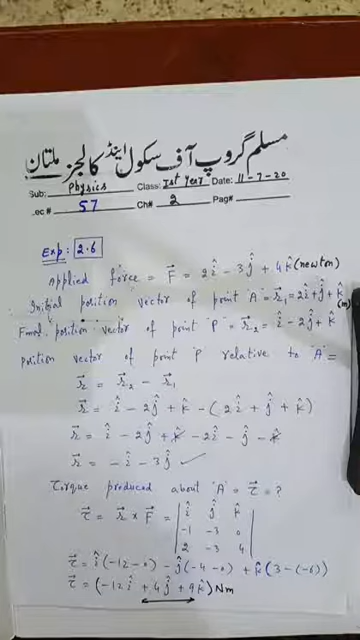 مسلم گروپ آف سکول اینڈ کالجز ملتان
Sub: Physics Class: Ist Year Date: 11-7-20
Lec # 57 Ch# 2 Pag#
Exp: 2.6
Applied force = F⃗ = 2î - 3ĵ + 4k̂ (newton)
Initial position vector of point 'A' = r⃗₁ = 2î + ĵ + k̂ (m)
Final position vector of point 'P' = r⃗₂ = î - 2ĵ + k̂
position vector of point P relative to 'A' =
r⃗ = r⃗₂ - r⃗₁
r⃗ = î - 2ĵ + k̂ - (2î + ĵ + k̂)
r⃗ = î - 2ĵ + k̂ - 2î - ĵ - k̂
r⃗ = -î - 3ĵ ✓
Torque produced about 'A' = τ⃗ = ?
τ⃗ = r⃗ × F⃗ = | î ĵ k̂ |
| -1 -3 0 |
| 2 -3 4 |
τ⃗ = î(-12 - 0) - ĵ(-4 - 0) + k̂(3 - (-6))
τ⃗ = (-12î + 4ĵ + 9k̂) Nm